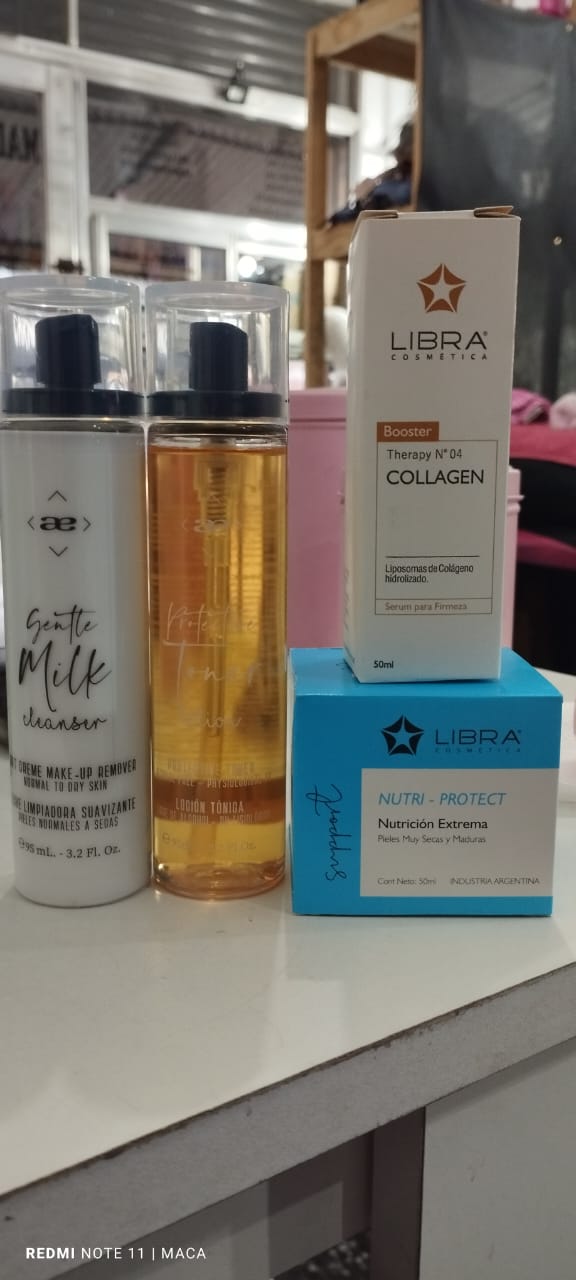 æ
Gentle
Milk
cleanser
CREME MAKE-UP REMOVER
NORMAL TO DRY SKIN
LIMPIADORA SUAVIZANTE
PIELES NORMALES A SECAS
℮ 95 mL. - 3.2 Fl. Oz.
æ
Protective
Toner
LOCIÓN TÓNICA
LIBRA®
COSMÉTICA
Booster
Therapy N° 04
COLLAGEN
Liposomas de Colágeno
hidrolizado.
Serum para Firmeza
50ml
LIBRA®
COSMÉTICA
support
NUTRI - PROTECT
Nutrición Extrema
Pieles Muy Secas y Maduras
Cont Neto: 50ml INDUSTRIA ARGENTINA
REDMI NOTE 11 | MACA